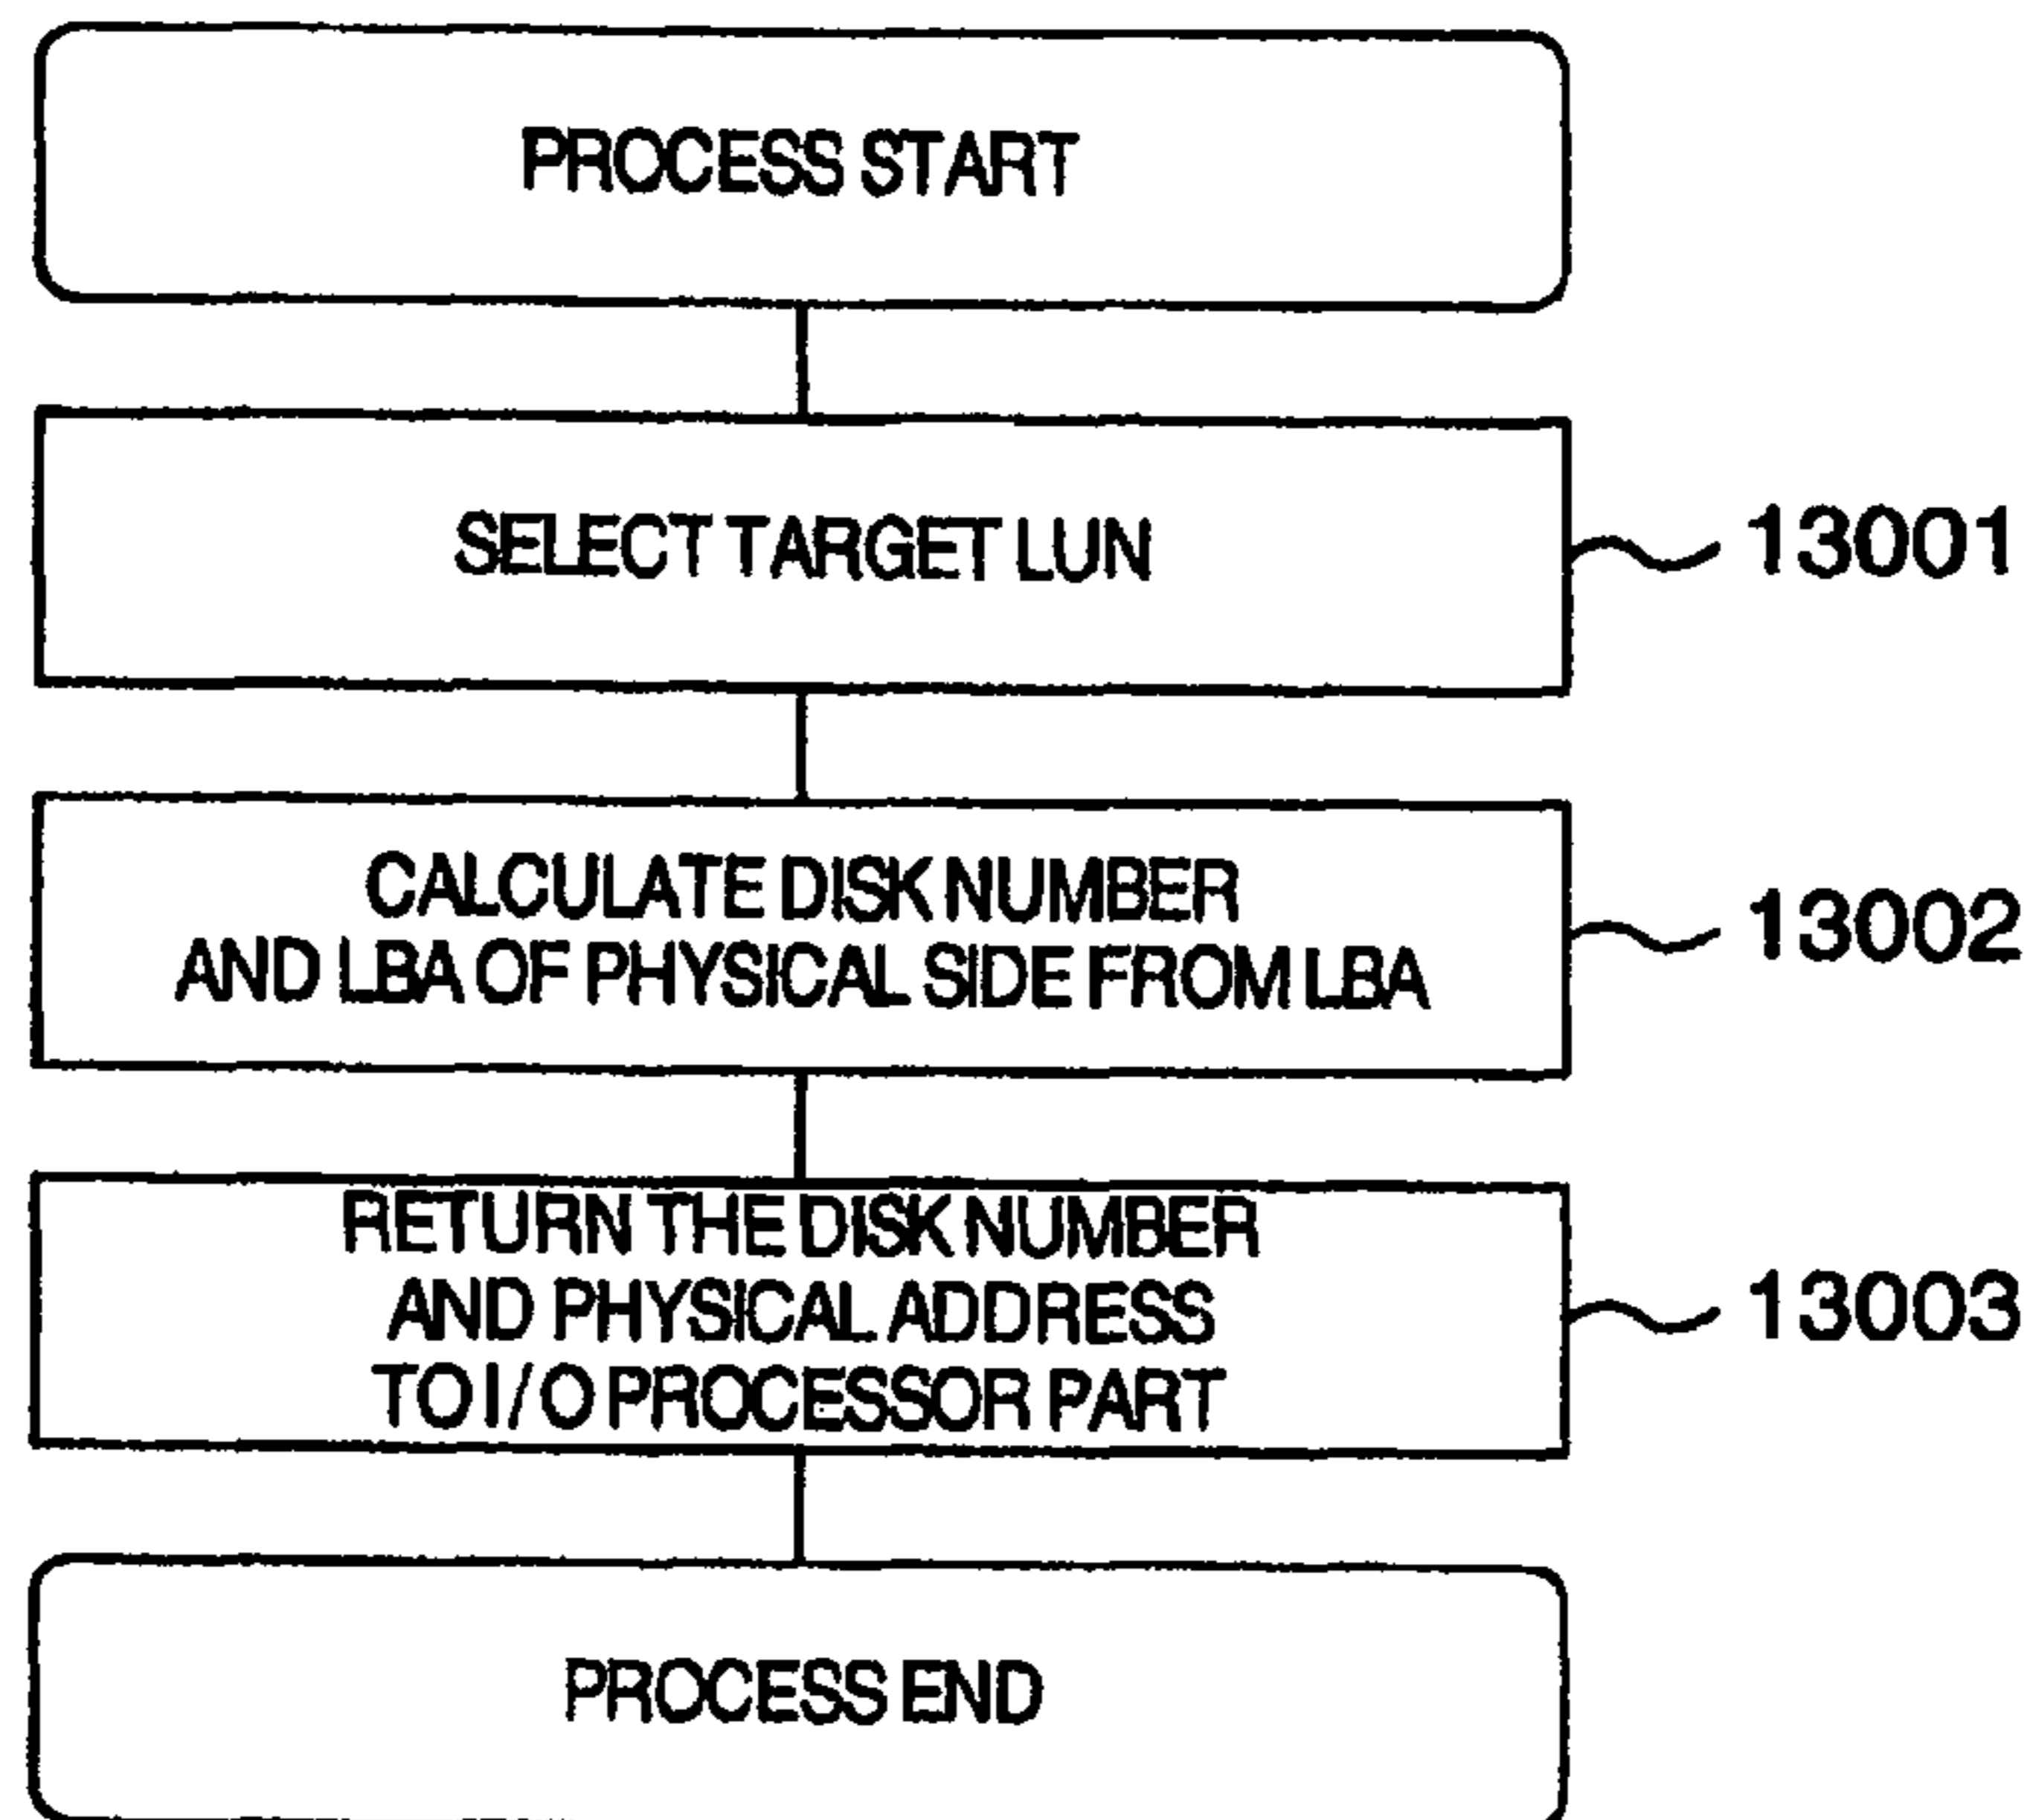 PROCESS START
SELECT TARGET LUN
13001
CALCULATE DISK NUMBER
AND LBA OF PHYSICAL SIDE FROM LBA
13002
RETURN THE DISK NUMBER
AND PHYSICAL ADDRESS
TO I/O PROCESSOR PART
13003
PROCESS END